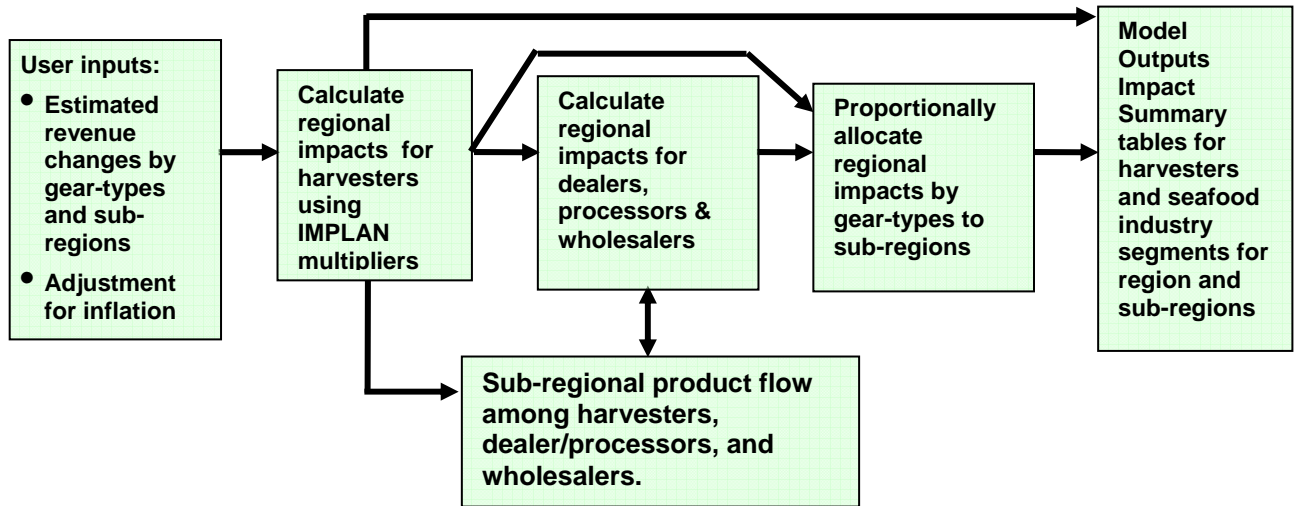 User inputs:
• Estimated
revenue
changes by
gear-types
and sub-
regions
• Adjustment
for inflation
Calculate
regional
impacts for
harvesters
using
IMPLAN
multipliers
Calculate
regional
impacts for
dealers,
processors &
wholesalers
Proportionally
allocate
regional
impacts by
gear-types to
sub-regions
Model
Outputs
Impact
Summary
tables for
harvesters
and seafood
industry
segments for
region and
sub-regions
Sub-regional product flow
among harvesters,
dealer/processors, and
wholesalers.